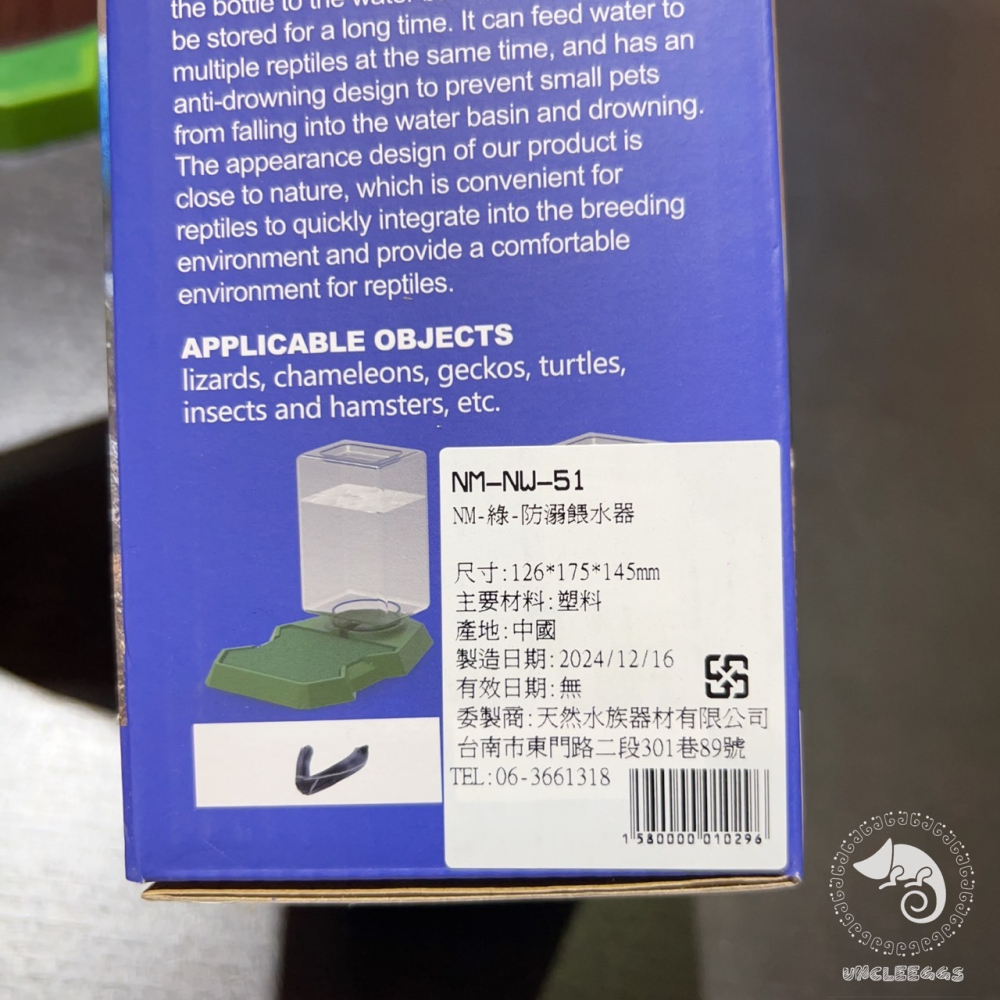 the bottle to the water
be stored for a long time. It can feed water to
multiple reptiles at the same time, and has an
anti-drowning design to prevent small pets
from falling into the water basin and drowning.
The appearance design of our product is
close to nature, which is convenient for
reptiles to quickly integrate into the breeding
environment and provide a comfortable
environment for reptiles.
APPLICABLE OBJECTS
lizards, chameleons, geckos, turtles,
insects and hamsters, etc.
NM-NW-51
NM-綠-防溺餵水器
尺寸:126*175*145mm
主要材料:塑料
產地:中國
製造日期:2024/12/16
有效日期:無
委製商:天然水族器材有限公司
台南市東門路二段301巷89號
TEL:06-3661318
1 580000 010296
UNCLEEGGS